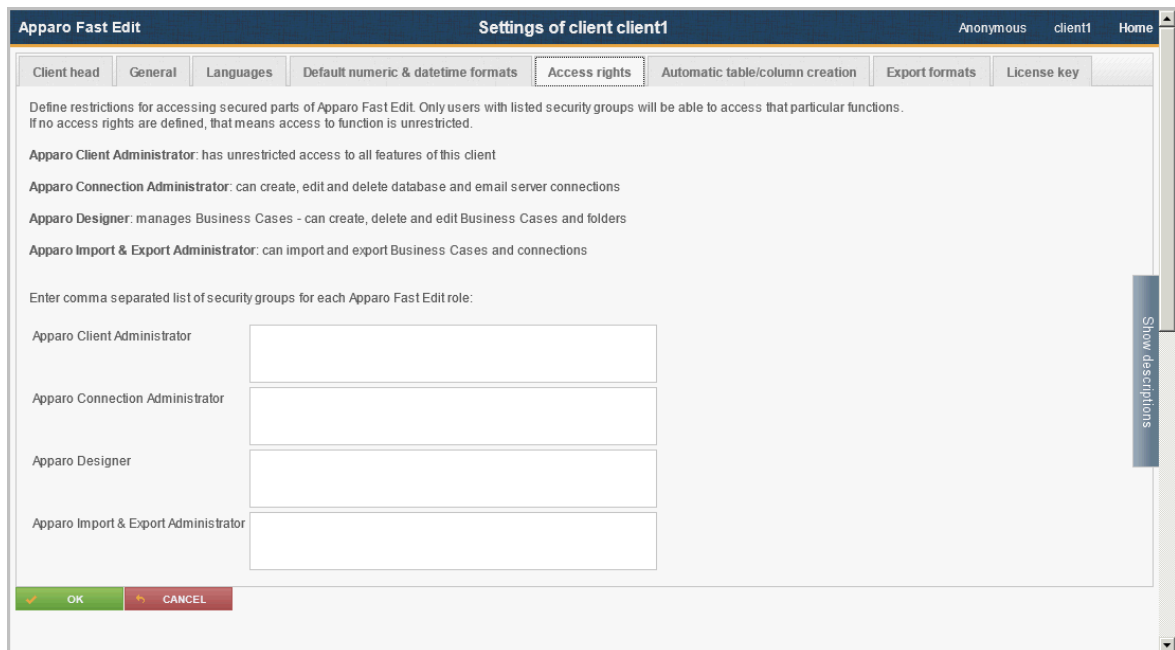 Apparo Fast Edit Settings of client client1 Anonymous client1 Home
Client head General Languages Default numeric & datetime formats Access rights Automatic table/column creation Export formats License key
Define restrictions for accessing secured parts of Apparo Fast Edit. Only users with listed security groups will be able to access that particular functions.
If no access rights are defined, that means access to function is unrestricted.
Apparo Client Administrator: has unrestricted access to all features of this client
Apparo Connection Administrator: can create, edit and delete database and email server connections
Apparo Designer: manages Business Cases - can create, delete and edit Business Cases and folders
Apparo Import & Export Administrator: can import and export Business Cases and connections
Enter comma separated list of security groups for each Apparo Fast Edit role:
Apparo Client Administrator
Apparo Connection Administrator
Apparo Designer
Apparo Import & Export Administrator
Show descriptions
OK CANCEL